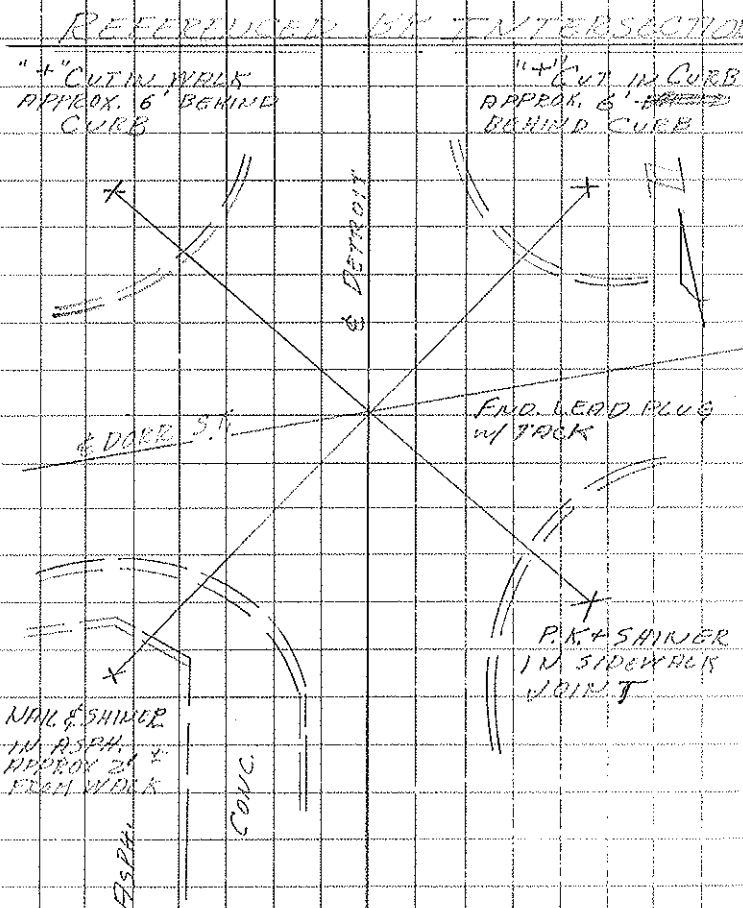 REFERENCED BY INTERSECTION
"+" CUT IN WALK
APPROX. 6' BEHIND
CURB
"+" CUT IN CURB
APPROX. 6'
BEHIND CURB
N
℄ DETROIT
℄ DORR ST.
FND. LEAD PLUG
W/ TACK
P.K. + SHINER
IN SIDEWALK
JOINT
NAIL & SHINER
IN ASPH.
APPROX 2' ±
FROM WALK
ASPH.
CONC.